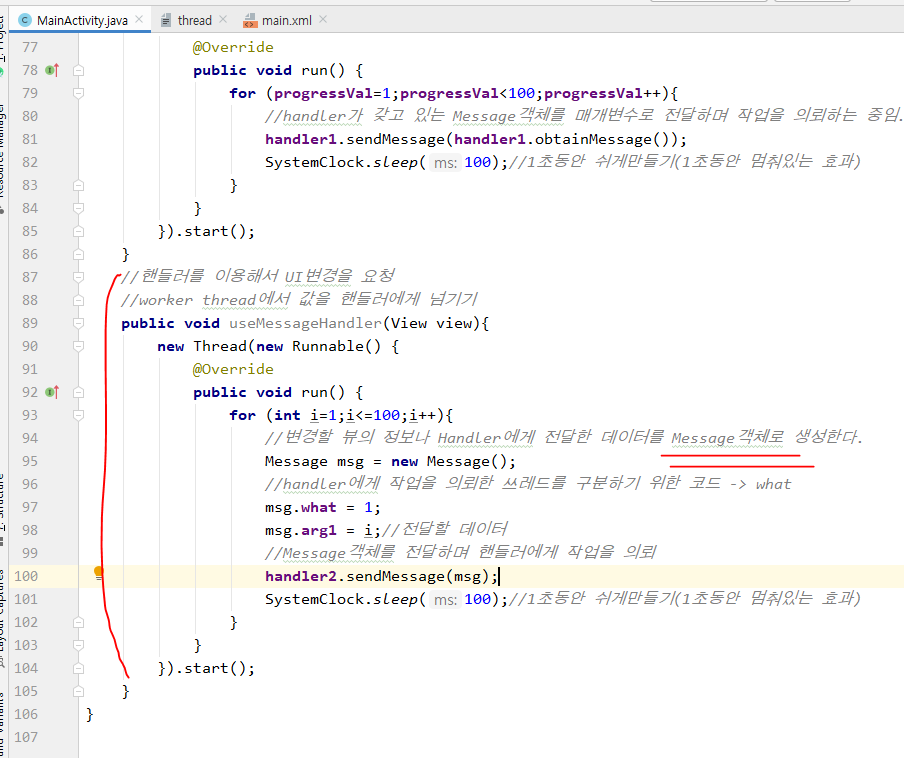 MainActivity.java × thread × main.xml ×
77 @Override
78 public void run() {
79 for (progressVal=1;progressVal<100;progressVal++){
80 //handler가 갖고 있는 Message객체를 매개변수로 전달하며 작업을 의뢰하는 중임.
81 handler1.sendMessage(handler1.obtainMessage());
82 SystemClock.sleep( ms: 100);//1초동안 쉬게만들기(1초동안 멈춰있는 효과)
83 }
84 }
85 }).start();
86 }
87 //핸들러를 이용해서 UI변경을 요청
88 //worker thread에서 값을 핸들러에게 넘기기
89 public void useMessageHandler(View view){
90 new Thread(new Runnable() {
91 @Override
92 public void run() {
93 for (int i=1;i<=100;i++){
94 //변경할 뷰의 정보나 Handler에게 전달한 데이터를 Message객체로 생성한다.
95 Message msg = new Message();
96 //handler에게 작업을 의뢰한 쓰레드를 구분하기 위한 코드 -> what
97 msg.what = 1;
98 msg.arg1 = i;//전달할 데이터
99 //Message객체를 전달하며 핸들러에게 작업을 의뢰
100 handler2.sendMessage(msg);
101 SystemClock.sleep( ms: 100);//1초동안 쉬게만들기(1초동안 멈춰있는 효과)
102 }
103 }
104 }).start();
105 }
106 }
107